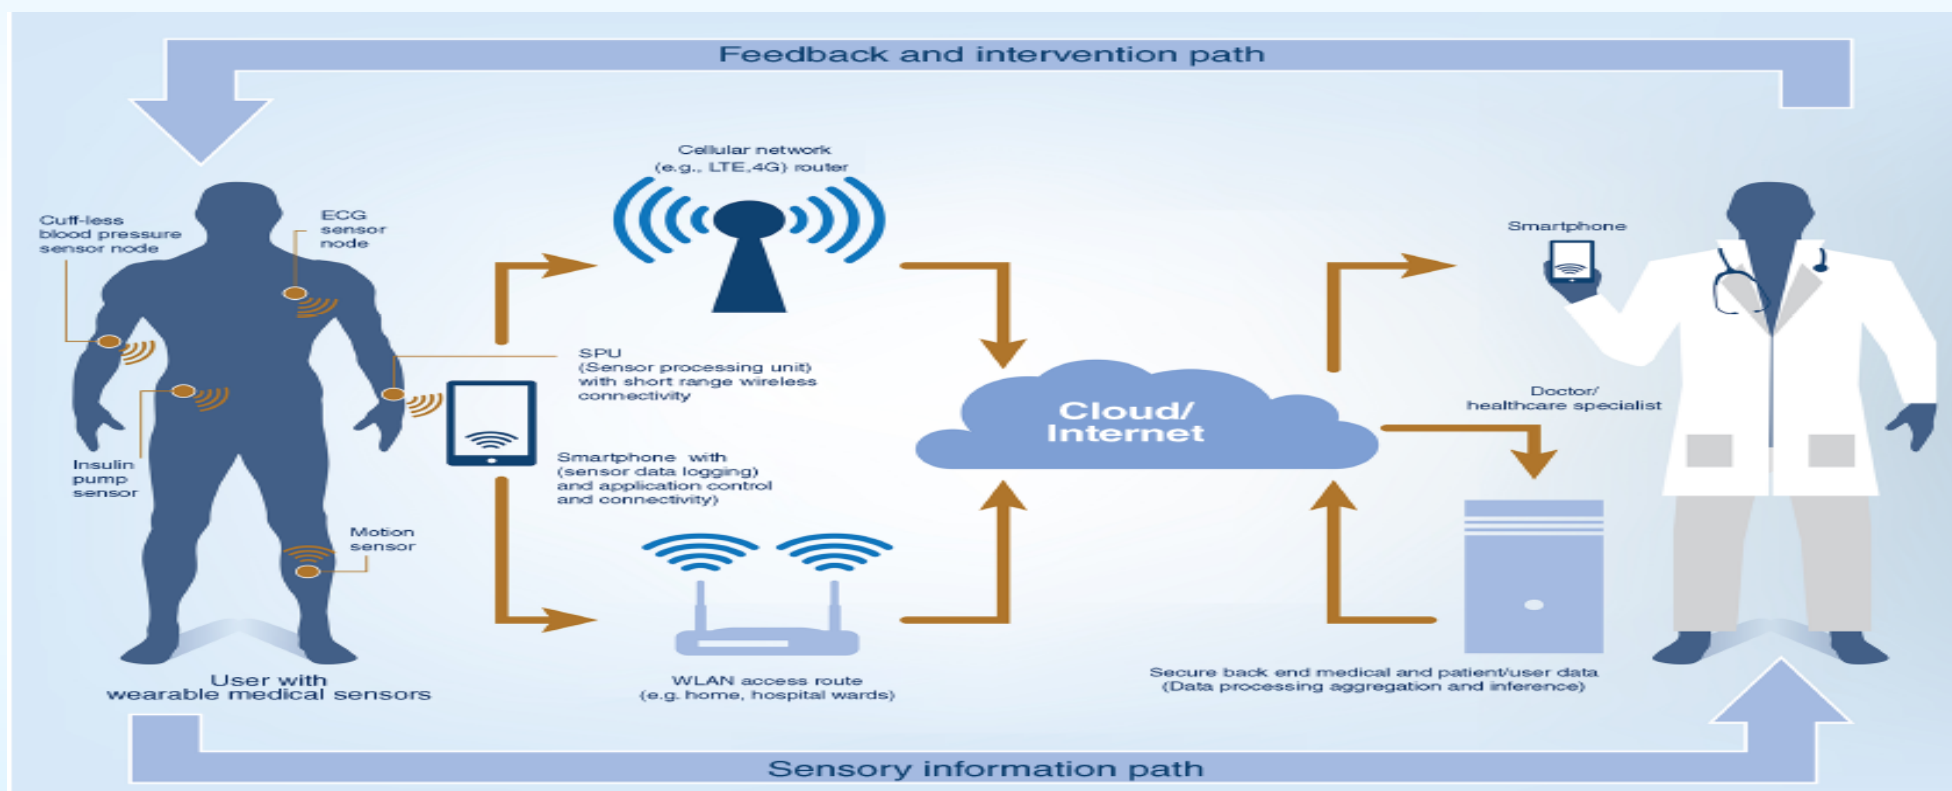 Feedback and intervention path
Cellular network
(e.g., LTE,4G) router
Cuff-less
blood pressure
sensor node
ECG
sensor
node
Smartphone
SPU
(Sensor processing unit)
with short range wireless
connectivity
Cloud/
Internet
Doctor/
healthcare specialist
Insulin
pump
sensor
Smartphone with
(sensor data logging)
and application control
and connectivity)
Motion
sensor
User with
wearable medical sensors
WLAN access route
(e.g. home, hospital wards)
Secure back end medical and patient/user data
(Data processing aggregation and inference)
Sensory information path